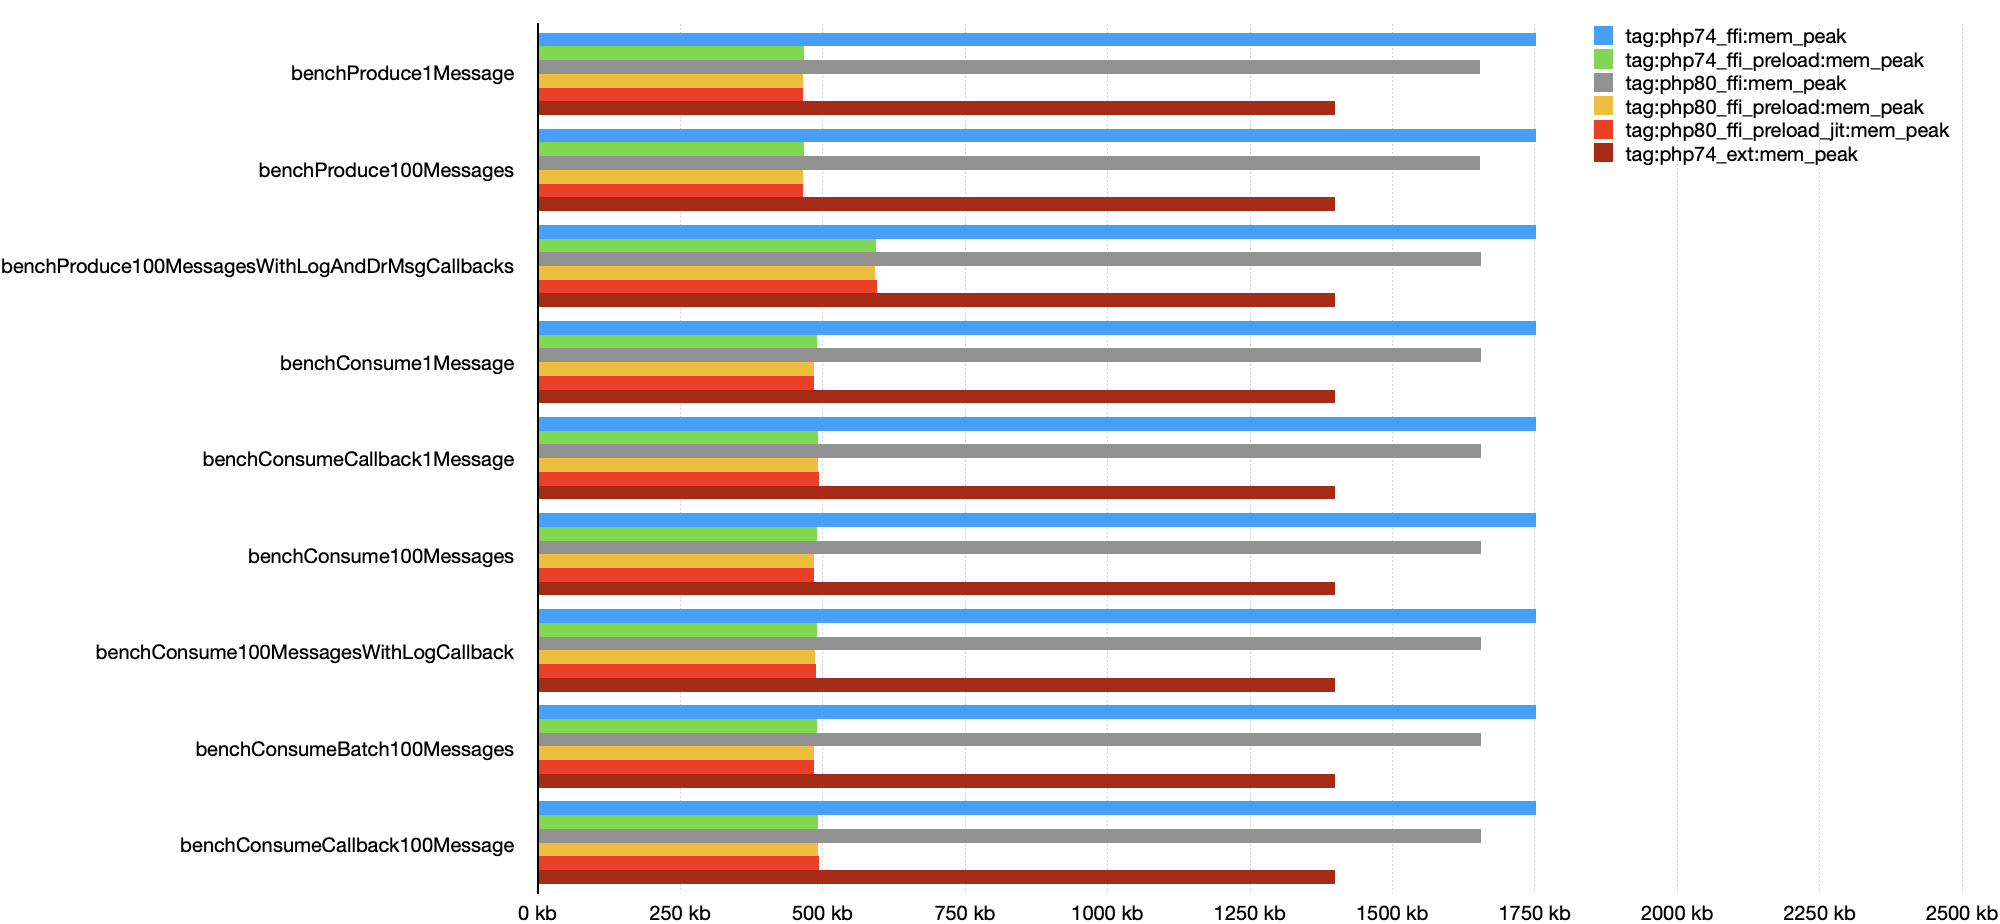 benchProduce1Message
benchProduce100Messages
benchProduce100MessagesWithLogAndDrMsgCallbacks
benchConsume1Message
benchConsumeCallback1Message
benchConsume100Messages
benchConsume100MessagesWithLogCallback
benchConsumeBatch100Messages
benchConsumeCallback100Message
0 kb 250 kb 500 kb 750 kb 1000 kb 1250 kb 1500 kb 1750 kb 2000 kb 2250 kb 2500 kb
tag:php74_ffi:mem_peak
tag:php74_ffi_preload:mem_peak
tag:php80_ffi:mem_peak
tag:php80_ffi_preload:mem_peak
tag:php80_ffi_preload_jit:mem_peak
tag:php74_ext:mem_peak